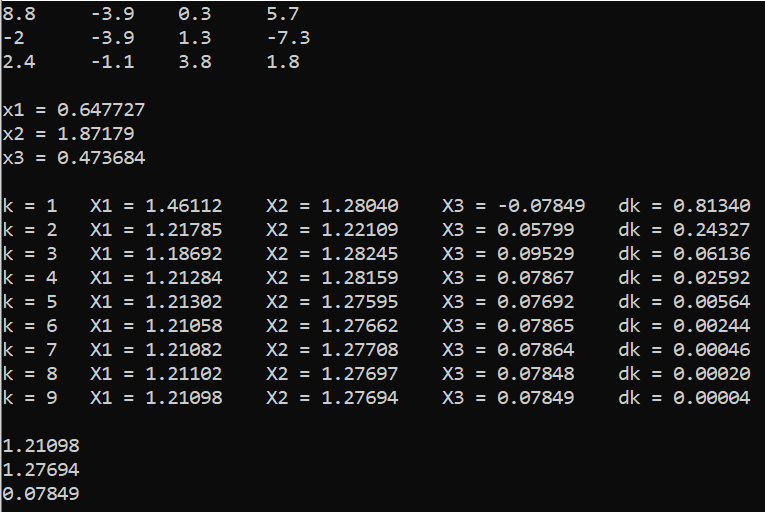 8.8 -3.9 0.3 5.7
-2 -3.9 1.3 -7.3
2.4 -1.1 3.8 1.8
x1 = 0.647727
x2 = 1.87179
x3 = 0.473684
k = 1 X1 = 1.46112 X2 = 1.28040 X3 = -0.07849 dk = 0.81340
k = 2 X1 = 1.21785 X2 = 1.22109 X3 = 0.05799 dk = 0.24327
k = 3 X1 = 1.18692 X2 = 1.28245 X3 = 0.09529 dk = 0.06136
k = 4 X1 = 1.21284 X2 = 1.28159 X3 = 0.07867 dk = 0.02592
k = 5 X1 = 1.21302 X2 = 1.27595 X3 = 0.07692 dk = 0.00564
k = 6 X1 = 1.21058 X2 = 1.27662 X3 = 0.07865 dk = 0.00244
k = 7 X1 = 1.21082 X2 = 1.27708 X3 = 0.07864 dk = 0.00046
k = 8 X1 = 1.21102 X2 = 1.27697 X3 = 0.07848 dk = 0.00020
k = 9 X1 = 1.21098 X2 = 1.27694 X3 = 0.07849 dk = 0.00004
1.21098
1.27694
0.07849